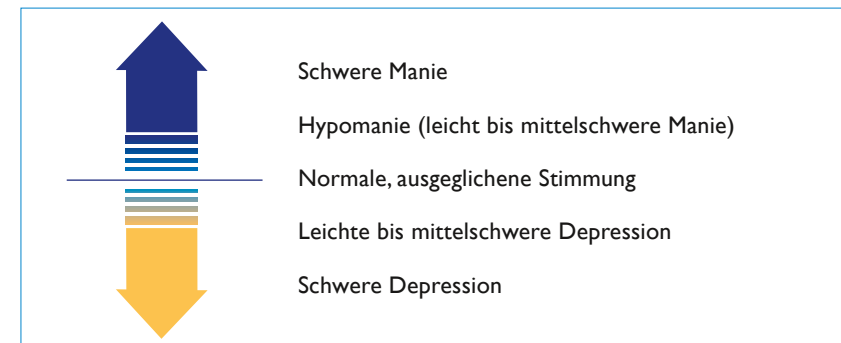 Schwere Manie
Hypomanie (leicht bis mittelschwere Manie)
Normale, ausgeglichene Stimmung
Leichte bis mittelschwere Depression
Schwere Depression